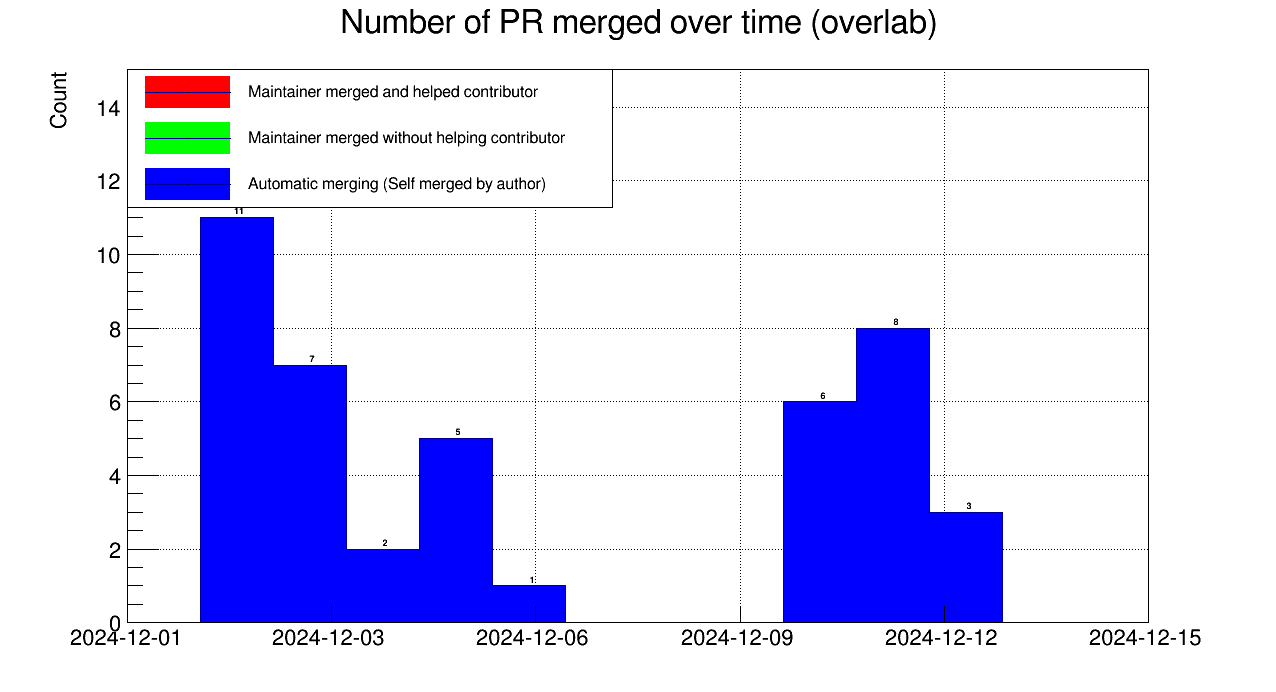 Number of PR merged over time (overlab)
Count
Maintainer merged and helped contributor
Maintainer merged without helping contributor
Automatic merging (Self merged by author)
14
12
10
8
6
4
2
0
11
7
2
5
1
6
8
3
2024-12-01 2024-12-03 2024-12-06 2024-12-09 2024-12-12 2024-12-15